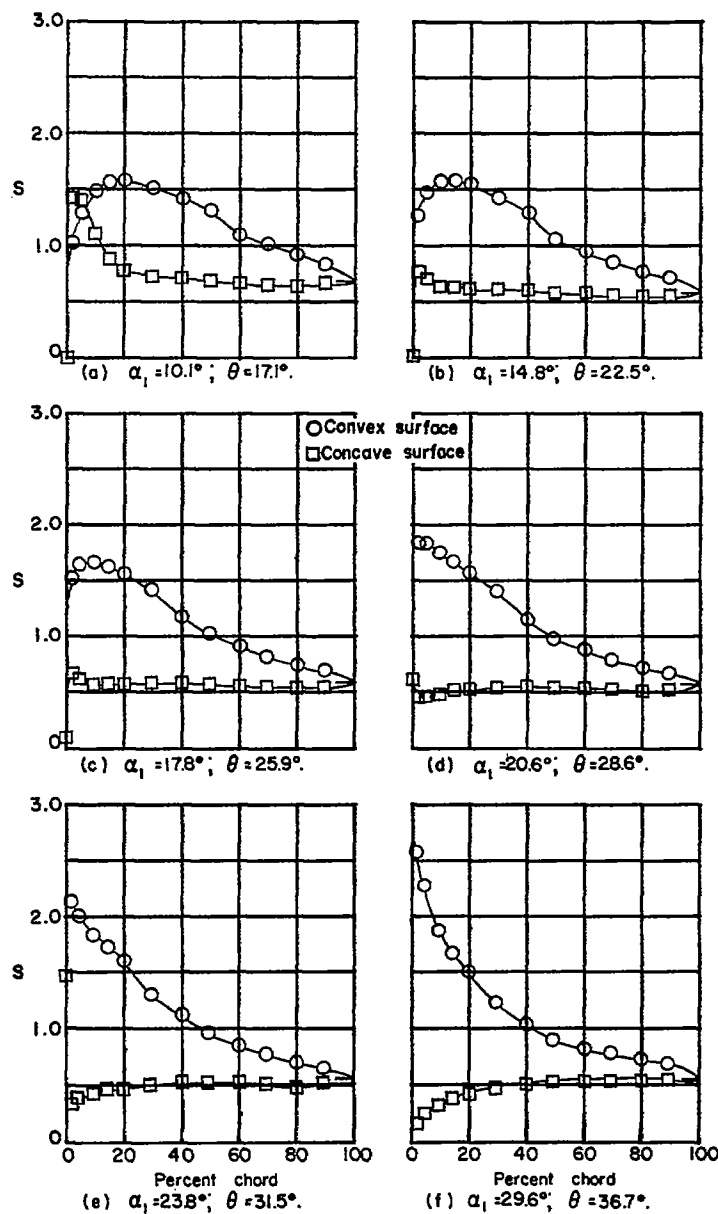 3.0
2.0
S
1.0
0
(a) α₁=10.1°; θ=17.1°.
(b) α₁=14.8°; θ=22.5°.
3.0
○ Convex surface
□ Concave surface
2.0
S
1.0
0
(c) α₁=17.8°; θ=25.9°.
(d) α₁=20.6°; θ=28.6°.
3.0
2.0
S
1.0
0
0 20 40 60 80 100
0 20 40 60 80 100
Percent chord
Percent chord
(e) α₁=23.8°; θ=31.5°.
(f) α₁=29.6°; θ=36.7°.